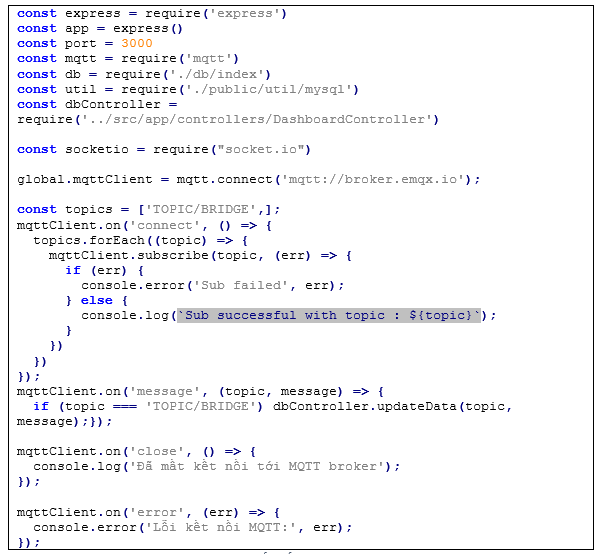 const express = require('express')
const app = express()
const port = 3000
const mqtt = require('mqtt')
const db = require('./db/index')
const util = require('./public/util/mysql')
const dbController =
require('../src/app/controllers/DashboardController')
const socketio = require("socket.io")
global.mqttClient = mqtt.connect('mqtt://broker.emqx.io');
const topics = ['TOPIC/BRIDGE',];
mqttClient.on('connect', () => {
topics.forEach((topic) => {
mqttClient.subscribe(topic, (err) => {
if (err) {
console.error('Sub failed', err);
} else {
console.log(`Sub successful with topic : ${topic}`);
}
})
})
});
mqttClient.on('message', (topic, message) => {
if (topic === 'TOPIC/BRIDGE') dbController.updateData(topic,
message);});
mqttClient.on('close', () => {
console.log('Đã mất kết nối tới MQTT broker');
});
mqttClient.on('error', (err) => {
console.error('Lỗi kết nối MQTT:', err);
});